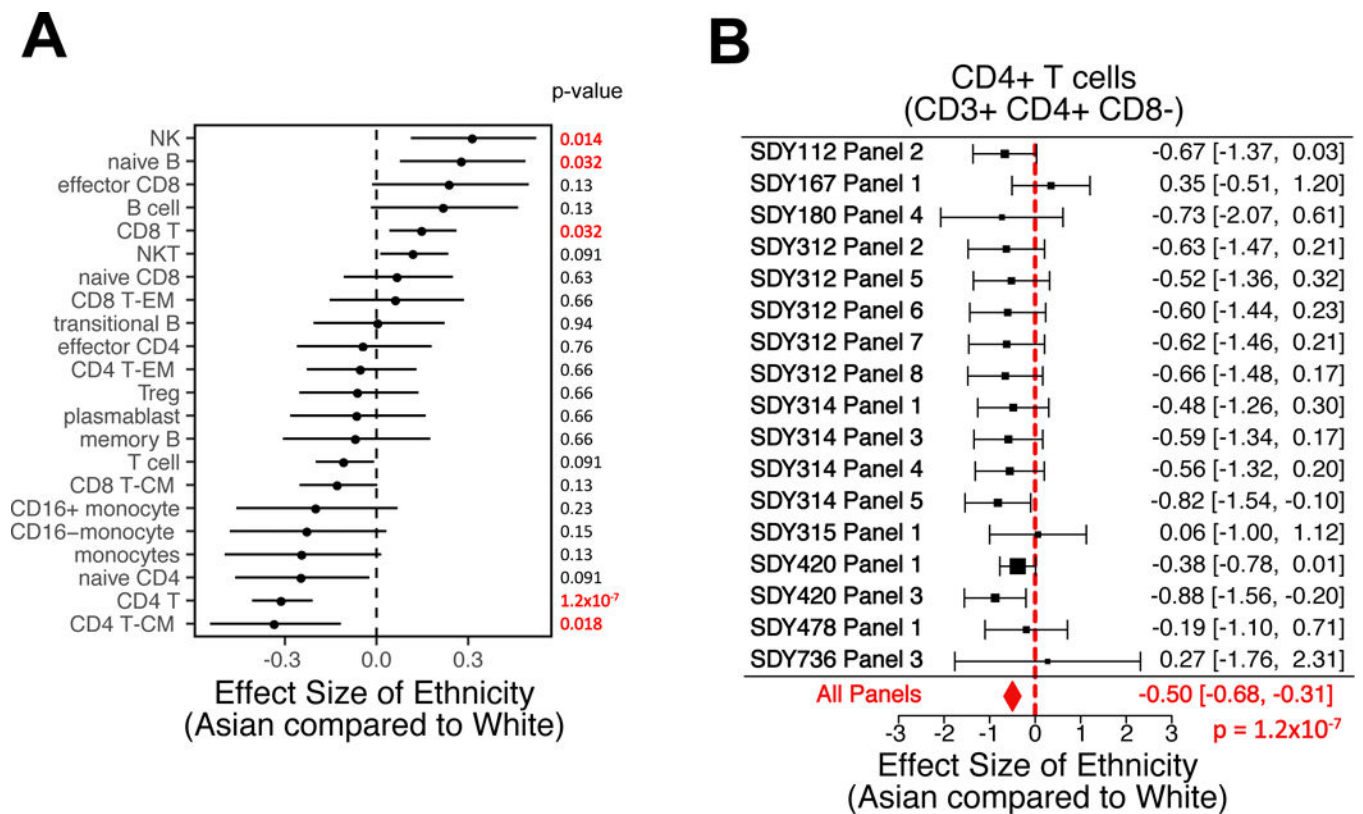 A
p-value
NK 0.014
naive B 0.032
effector CD8 0.13
B cell 0.13
CD8 T 0.032
NKT 0.091
naive CD8 0.63
CD8 T-EM 0.66
transitional B 0.94
effector CD4 0.76
CD4 T-EM 0.66
Treg 0.66
plasmablast 0.66
memory B 0.66
T cell 0.091
CD8 T-CM 0.13
CD16+ monocyte 0.23
CD16−monocyte 0.15
monocytes 0.13
naive CD4 0.091
CD4 T 1.2x10⁻⁷
CD4 T-CM 0.018
-0.3 0.0 0.3
Effect Size of Ethnicity
(Asian compared to White)
B
CD4+ T cells
(CD3+ CD4+ CD8-)
SDY112 Panel 2 -0.67 [-1.37, 0.03]
SDY167 Panel 1 0.35 [-0.51, 1.20]
SDY180 Panel 4 -0.73 [-2.07, 0.61]
SDY312 Panel 2 -0.63 [-1.47, 0.21]
SDY312 Panel 5 -0.52 [-1.36, 0.32]
SDY312 Panel 6 -0.60 [-1.44, 0.23]
SDY312 Panel 7 -0.62 [-1.46, 0.21]
SDY312 Panel 8 -0.66 [-1.48, 0.17]
SDY314 Panel 1 -0.48 [-1.26, 0.30]
SDY314 Panel 3 -0.59 [-1.34, 0.17]
SDY314 Panel 4 -0.56 [-1.32, 0.20]
SDY314 Panel 5 -0.82 [-1.54, -0.10]
SDY315 Panel 1 0.06 [-1.00, 1.12]
SDY420 Panel 1 -0.38 [-0.78, 0.01]
SDY420 Panel 3 -0.88 [-1.56, -0.20]
SDY478 Panel 1 -0.19 [-1.10, 0.71]
SDY736 Panel 3 0.27 [-1.76, 2.31]
All Panels -0.50 [-0.68, -0.31]
p = 1.2x10⁻⁷
-3 -2 -1 0 1 2 3
Effect Size of Ethnicity
(Asian compared to White)